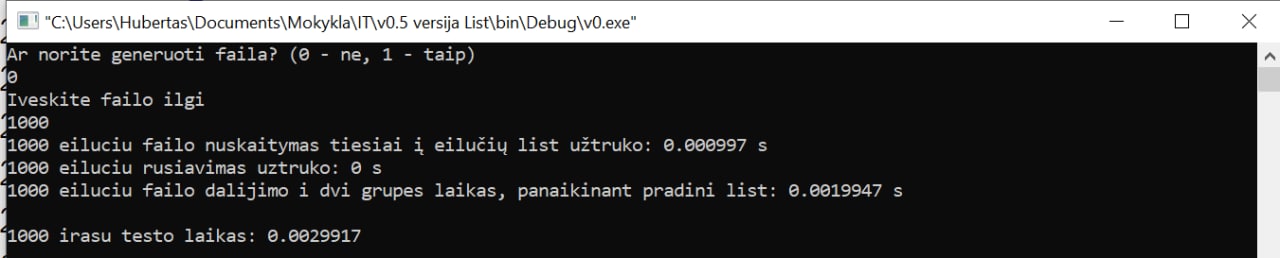 "C:\Users\Hubertas\Documents\Mokykla\IT\v0.5 versija List\bin\Debug\v0.exe"
Ar norite generuoti faila? (0 - ne, 1 - taip)
0
Iveskite failo ilgi
1000
1000 eiluciu failo nuskaitymas tiesiai į eilučių list užtruko: 0.000997 s
1000 eiluciu rusiavimas uztruko: 0 s
1000 eiluciu failo dalijimo i dvi grupes laikas, panaikinant pradini list: 0.0019947 s
1000 irasu testo laikas: 0.0029917